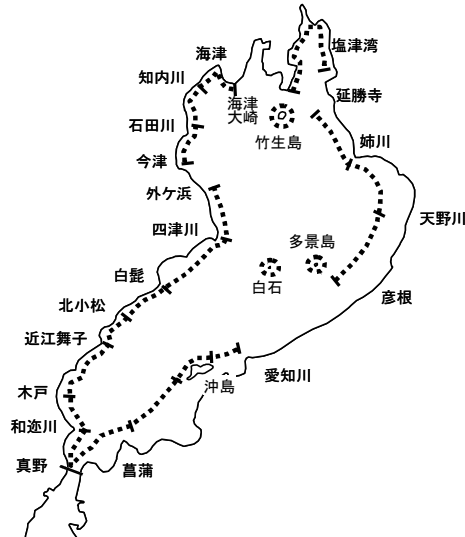 塩津湾
海津
知内川
延勝寺
海津
大崎
石田川
竹生島
姉川
今津
外ケ浜
天野川
四津川
多景島
白髭
白石
彦根
北小松
近江舞子
愛知川
沖島
木戸
和迩川
真野
菖蒲